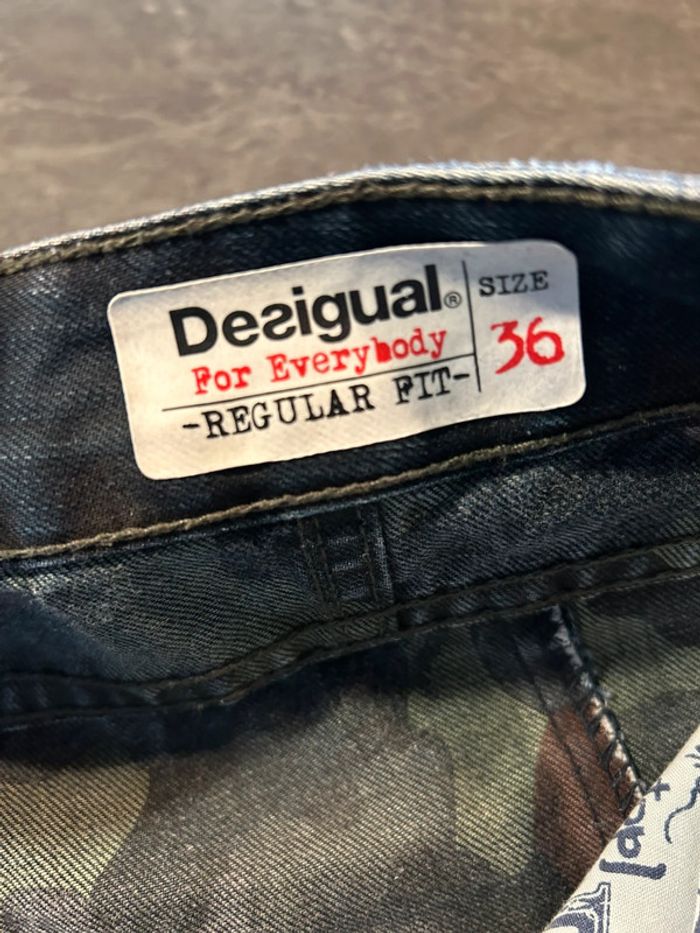 Desigual®
For Everybody
-REGULAR FIT-
SIZE
36